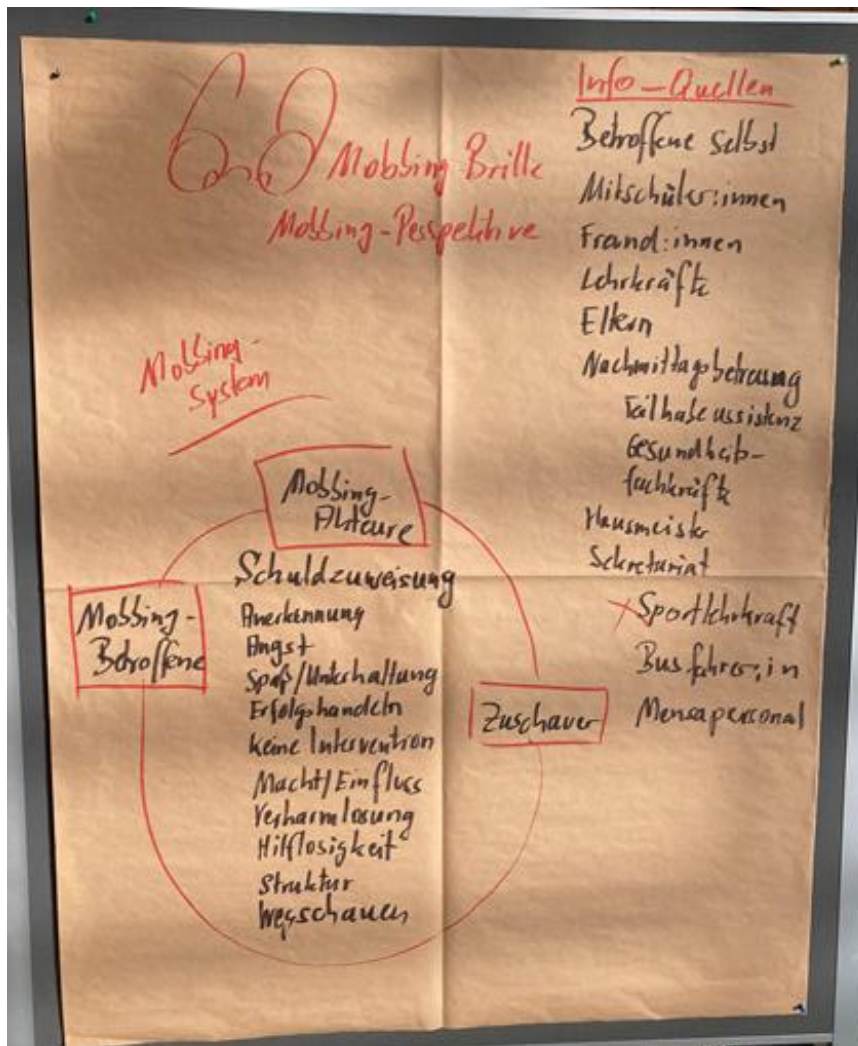 Mobbing Brille
Mobbing-Perspektive
Mobbing-
System
Mobbing-
Akteure
Mobbing-
Betroffene
Zuschauer
Schuldzuweisung
Anerkennung
Angst
Spaß/Unterhaltung
Erfolgshandeln
keine Intervention
Macht/Einfluss
Verharmlosung
Hilflosigkeit
Struktur
Wegschauen
Info-Quellen
Betroffene selbst
Mitschüler:innen
Freund:innen
Lehrkräfte
Eltern
Nachmittagsbetreuung
Teilhabeassistenz
Gesundheits-
fachkräfte
Hausmeister
Sekretariat
Sportlehrkraft
Busfahrer:in
Mensapersonal